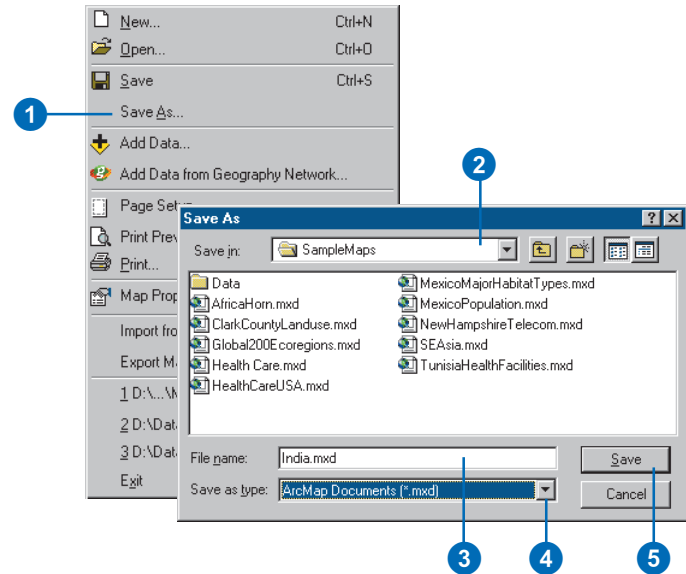 New... Ctrl+N
Open... Ctrl+O
Save Ctrl+S
1
Save As...
Add Data...
Add Data from Geography Network...
2
Page Set
Print Prev
Print...
Map Prop
Import fro
Export M
1 D:\...\
2 D:\Dat
3 D:\Dat
Exit
Save As
Save in: SampleMaps
Data
AfricaHorn.mxd
ClarkCountyLanduse.mxd
Global200Ecoregions.mxd
Health Care.mxd
HealthCareUSA.mxd
MexicoMajorHabitatTypes.mxd
MexicoPopulation.mxd
NewHampshireTelecom.mxd
SEAsia.mxd
TunisiaHealthFacilities.mxd
File name: India.mxd Save
Save as type: ArcMap Documents (*.mxd) Cancel
3 4 5